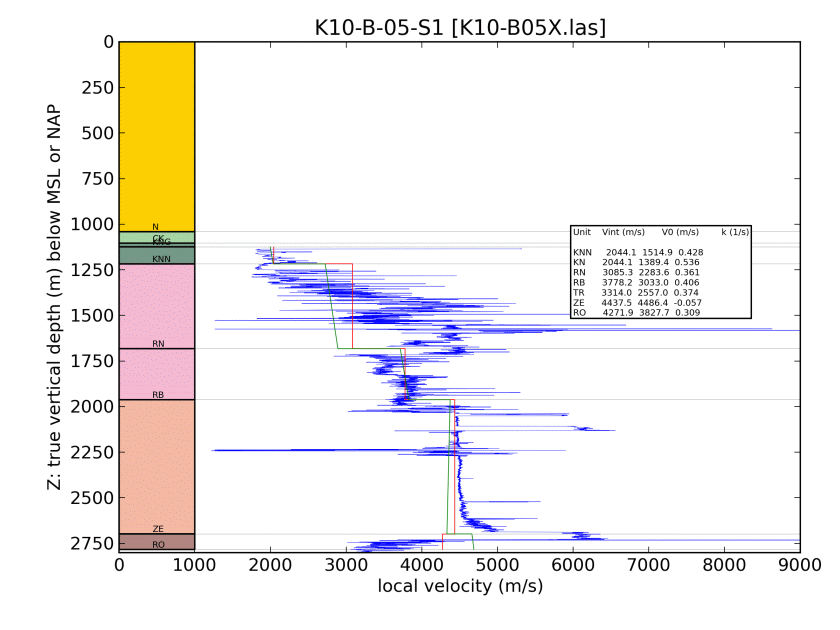 K10-B-05-S1 [K10-B05X.las]
Z: true vertical depth (m) below MSL or NAP
0
250
500
750
1000
1250
1500
1750
2000
2250
2500
2750
N
CK
KNN
RN
RB
ZE
RO
Unit Vint (m/s) V0 (m/s) k (1/s)
KNN 2044.1 1514.9 0.428
KN 2044.1 1389.4 0.536
RN 3085.3 2283.6 0.361
RB 3778.2 3033.0 0.406
TR 3314.0 2557.0 0.374
ZE 4437.5 4486.4 -0.057
RO 4271.9 3827.7 0.309
0 1000 2000 3000 4000 5000 6000 7000 8000 9000
local velocity (m/s)